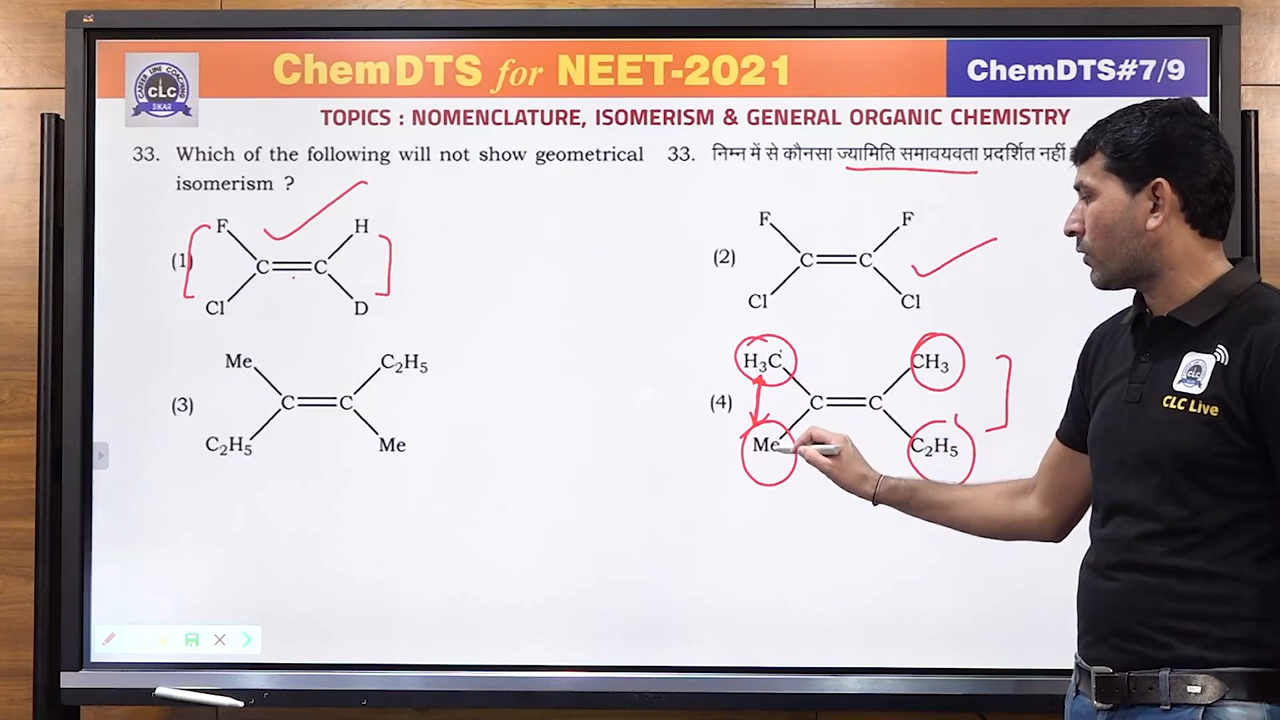 ChemDTS for NEET-2021
ChemDTS#7/9
CLC
SIKAR
TOPICS : NOMENCLATURE, ISOMERISM & GENERAL ORGANIC CHEMISTRY
33. Which of the following will not show geometrical
isomerism ?
33. निम्न में से कौनसा ज्यामिति समावयवता प्रदर्शित नहीं
(1)
F H
C C
Cl D
(2)
F F
C C
Cl Cl
(3)
Me C₂H₅
C C
C₂H₅ Me
(4)
H₃C CH₃
C C
Me C₂H₅
CLC Live